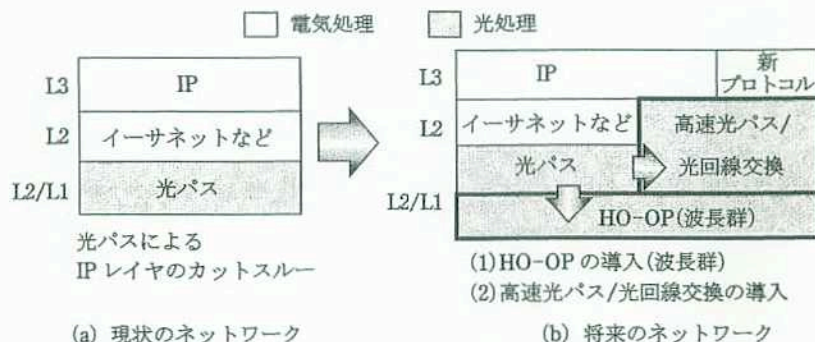 電気処理
光処理
L3
IP
L2
イーサネットなど
L2/L1
光パス
光パスによる
IPレイヤのカットスルー
(a) 現状のネットワーク
L3
IP
新
プロトコル
L2
イーサネットなど
高速光パス/
光回線交換
光パス
L2/L1
HO-OP(波長群)
(1)HO-OPの導入(波長群)
(2)高速光パス/光回線交換の導入
(b) 将来のネットワーク